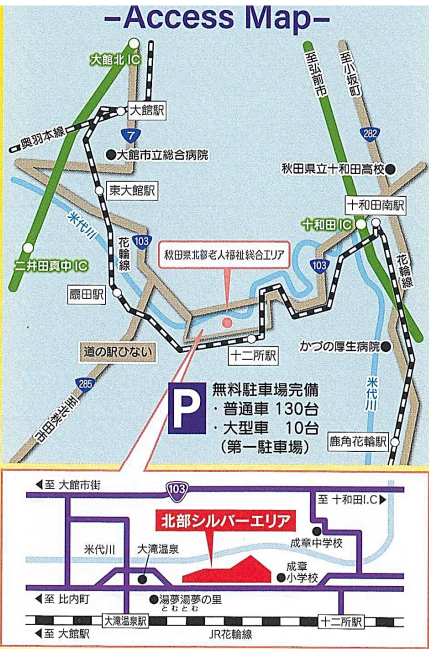 -Access Map-
大館北IC
至弘前市
至小坂町
大館駅
奥羽本線
7
大館市立総合病院
282
秋田県立十和田高校
東大館駅
十和田南駅
米代川
十和田IC
花輪線
103
秋田県北部老人福祉総合エリア
103
二井田真中IC
花輪線
扇田駅
道の駅ひない
十二所駅
かづの厚生病院
285
至北秋田市
米代川
P
無料駐車場完備
・普通車 130台
・大型車 10台
(第一駐車場)
鹿角花輪駅
至 大館市街
103
至 十和田I.C
北部シルバーエリア
米代川
大滝温泉
成章中学校
成章
小学校
至 比内町
湯夢湯夢の里
とむとむ
大滝温泉駅
十二所駅
至 大館駅
JR花輪線